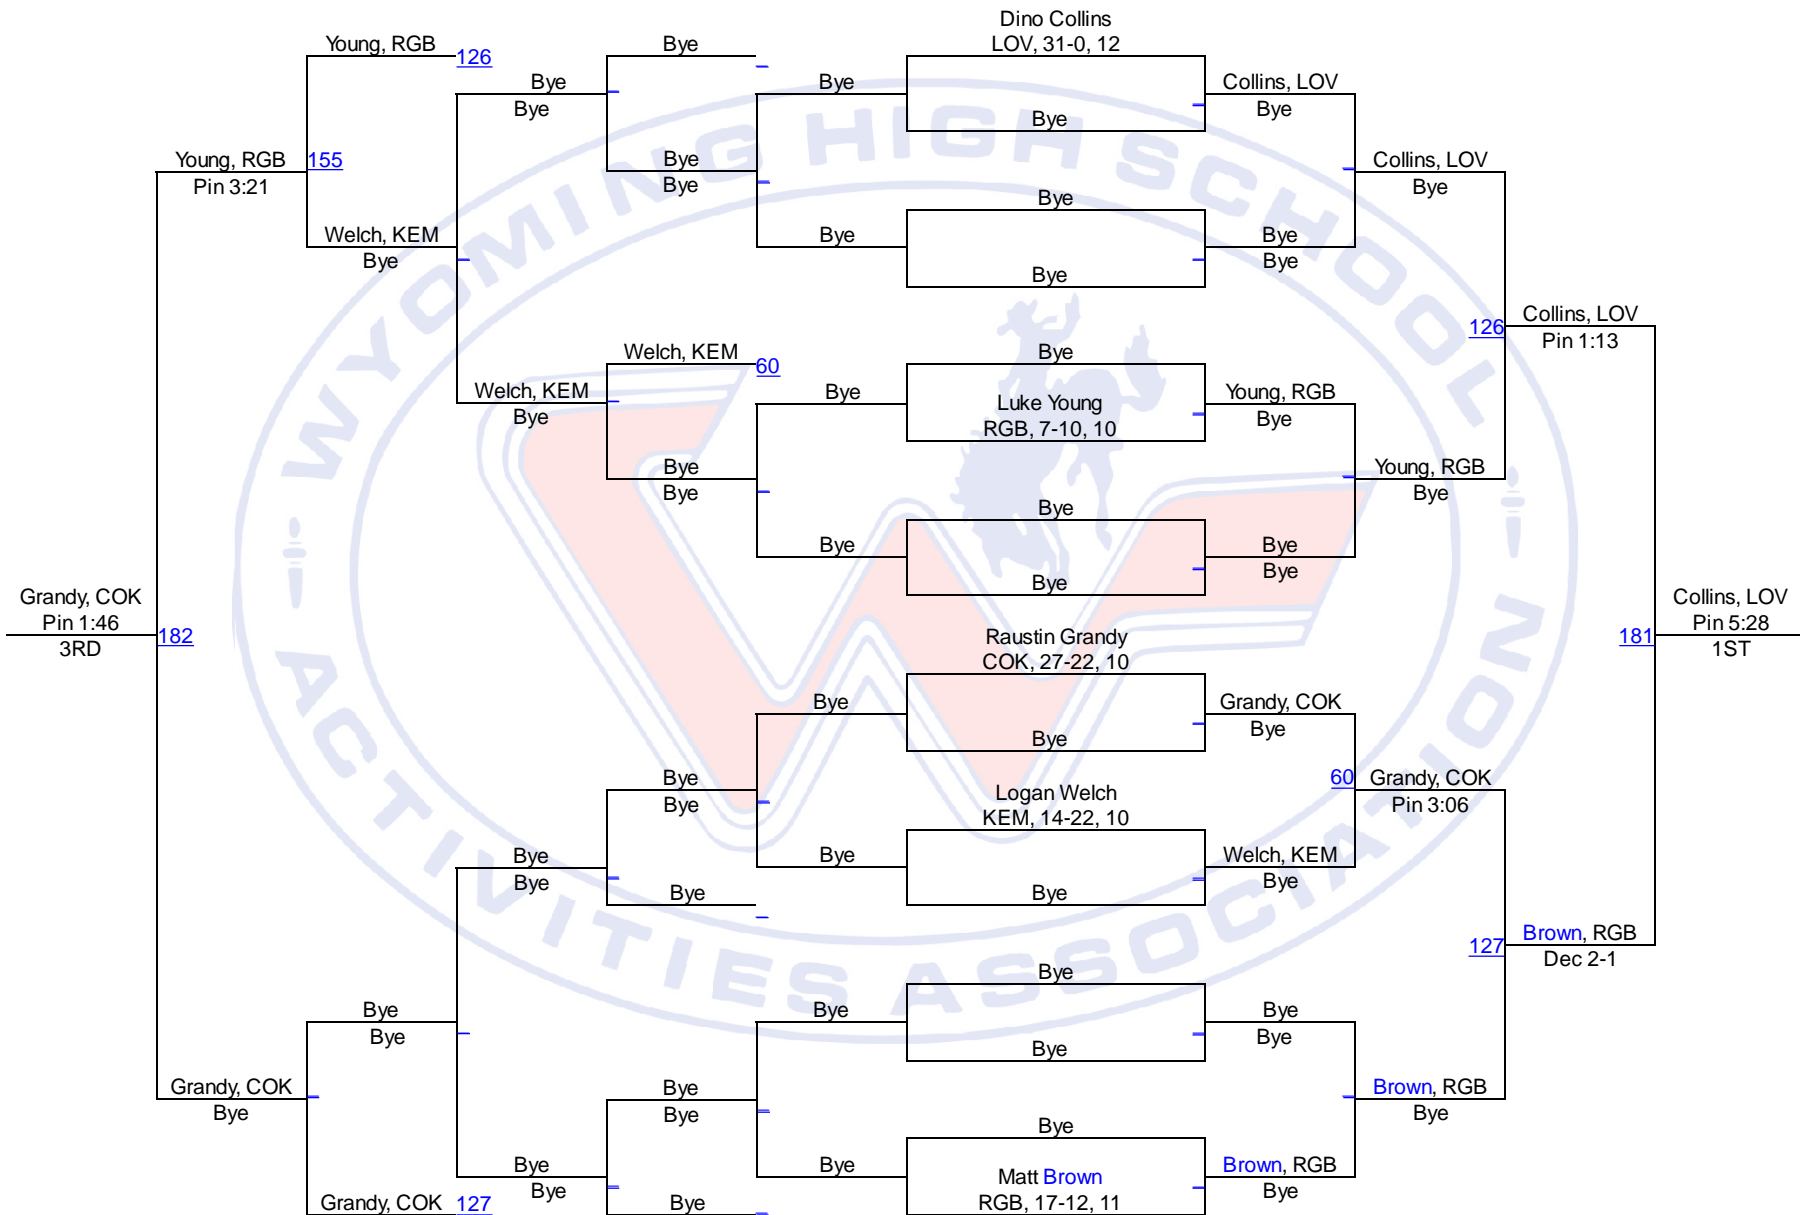 Dino Collins
Young, RGB
Bye
LOV, 31-0, 12
126
Bye
Bye
Collins, LOV
Bye
Bye
Bye
Young, RGB
155
Bye
Collins, LOV
Pin 3:21
Bye
Bye
Bye
Welch, KEM
Bye
Bye
Bye
Bye
Bye
Collins, LOV
126
Pin 1:13
Welch, KEM
60
Bye
Welch, KEM
Bye
Luke Young
Young, RGB
Bye
RGB, 7-10, 10
Bye
Bye
Young, RGB
Bye
Bye
Bye
Bye
Bye
Bye
Bye
Grandy, COK
Pin 1:46
3RD
182
Raustin Grandy
COK, 27-22, 10
181
Collins, LOV
Pin 5:28
1ST
Bye
Grandy, COK
Bye
Bye
Bye
Bye
Logan Welch
KEM, 14-22, 10
60
Grandy, COK
Pin 3:06
Bye
Bye
Bye
Welch, KEM
Bye
Bye
Bye
Bye
127
Brown, RGB
Dec 2-1
Bye
Bye
Bye
Bye
Bye
Bye
Bye
Grandy, COK
Bye
Bye
Bye
Brown, RGB
Bye
Bye
Bye
Bye
Bye
Matt Brown
RGB, 17-12, 11
Brown, RGB
Bye
Grandy, COK
127
Bye
WYOMING HIGH SCHOOL
ACTIVITIES ASSOCIATION